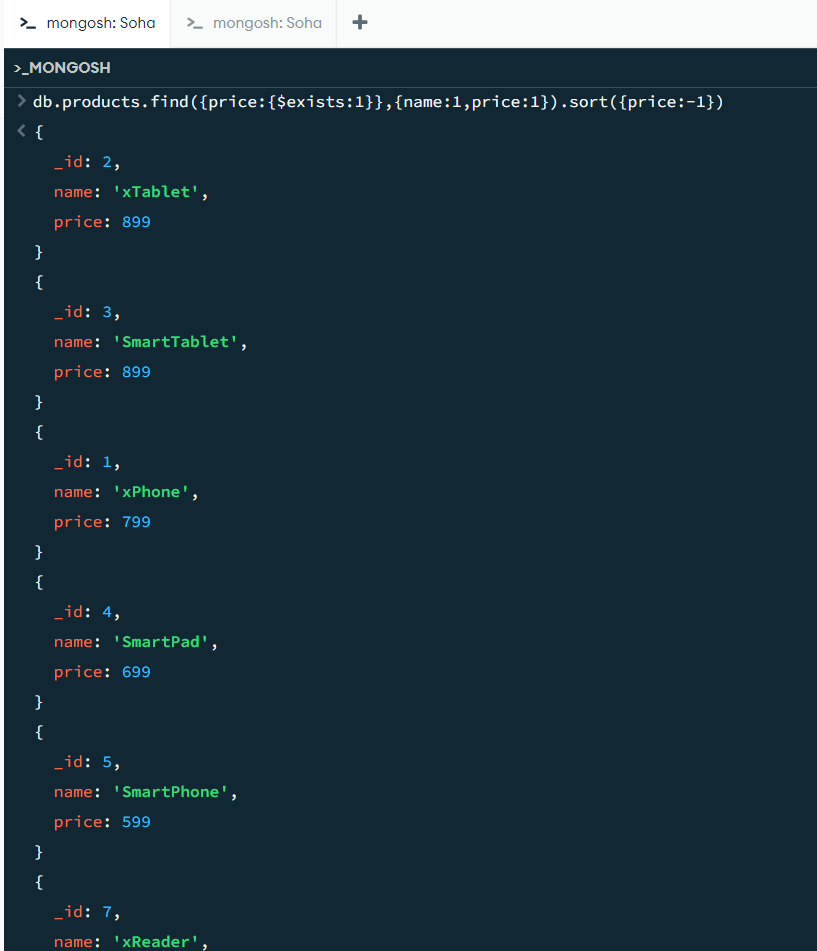 >_ mongosh: Soha >_ mongosh: Soha +
>_MONGOSH
> db.products.find({price:{$exists:1}},{name:1,price:1}).sort({price:-1})
< {
_id: 2,
name: 'xTablet',
price: 899
}
{
_id: 3,
name: 'SmartTablet',
price: 899
}
{
_id: 1,
name: 'xPhone',
price: 799
}
{
_id: 4,
name: 'SmartPad',
price: 699
}
{
_id: 5,
name: 'SmartPhone',
price: 599
}
{
_id: 7,
name: 'xReader',